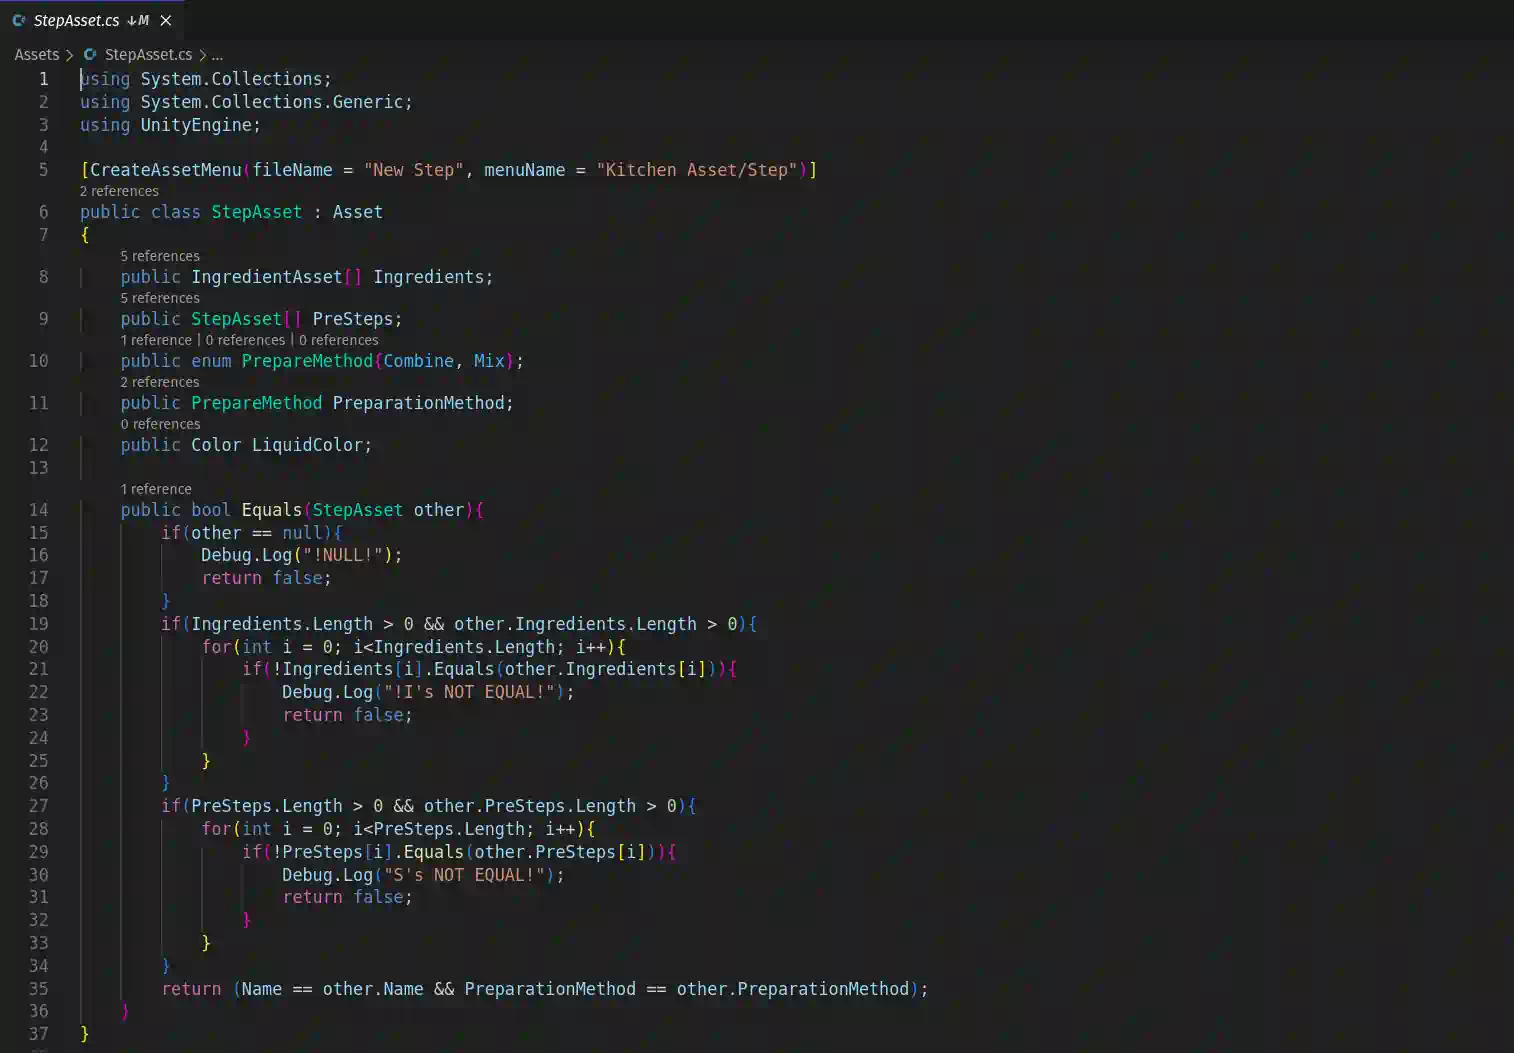 StepAsset.cs ↓M ×
Assets > StepAsset.cs > ...
1 using System.Collections;
2 using System.Collections.Generic;
3 using UnityEngine;
4
5 [CreateAssetMenu(fileName = "New Step", menuName = "Kitchen Asset/Step")]
2 references
6 public class StepAsset : Asset
7 {
5 references
8 public IngredientAsset[] Ingredients;
5 references
9 public StepAsset[] PreSteps;
1 reference | 0 references | 0 references
10 public enum PrepareMethod{Combine, Mix};
2 references
11 public PrepareMethod PreparationMethod;
0 references
12 public Color LiquidColor;
13
1 reference
14 public bool Equals(StepAsset other){
15 if(other == null){
16 Debug.Log("!NULL!");
17 return false;
18 }
19 if(Ingredients.Length > 0 && other.Ingredients.Length > 0){
20 for(int i = 0; i<Ingredients.Length; i++){
21 if(!Ingredients[i].Equals(other.Ingredients[i])){
22 Debug.Log("!I's NOT EQUAL!");
23 return false;
24 }
25 }
26 }
27 if(PreSteps.Length > 0 && other.PreSteps.Length > 0){
28 for(int i = 0; i<PreSteps.Length; i++){
29 if(!PreSteps[i].Equals(other.PreSteps[i])){
30 Debug.Log("S's NOT EQUAL!");
31 return false;
32 }
33 }
34 }
35 return (Name == other.Name && PreparationMethod == other.PreparationMethod);
36 }
37 }